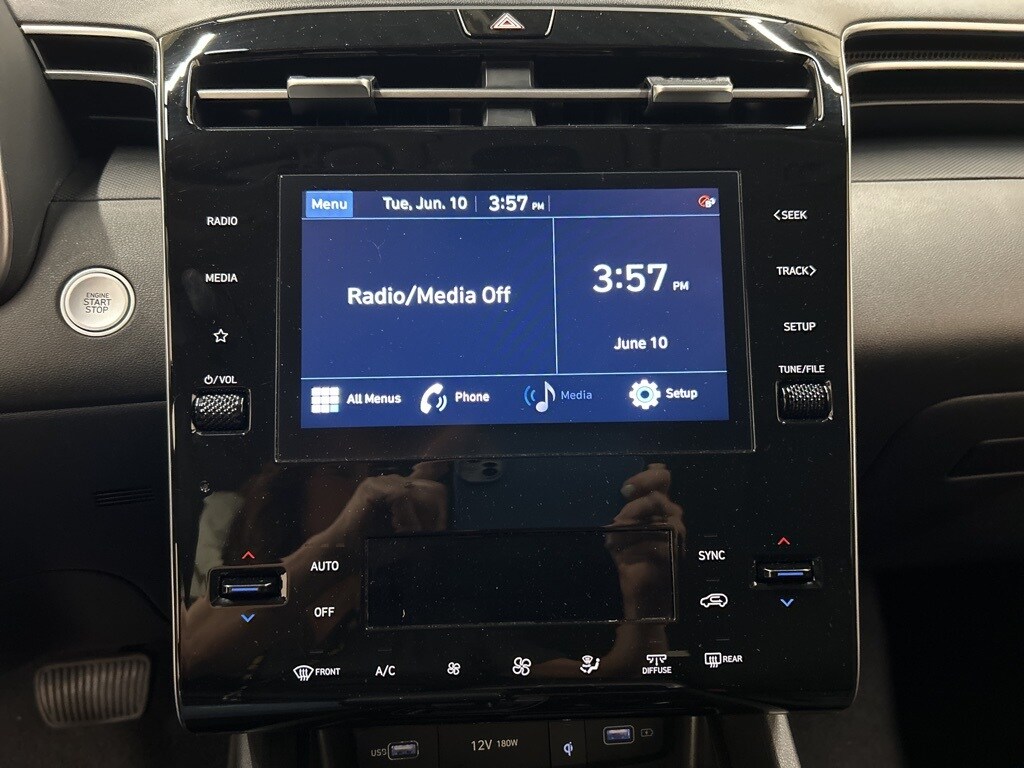 Menu
Tue, Jun. 10
3:57 PM
RADIO
MEDIA
⏻/VOL
ENGINE
START
STOP
Radio/Media Off
3:57 PM
June 10
All Menus
Phone
Media
Setup
<SEEK
TRACK>
SETUP
TUNE/FILE
AUTO
OFF
SYNC
FRONT
A/C
DIFFUSE
REAR
USB
12V 180W